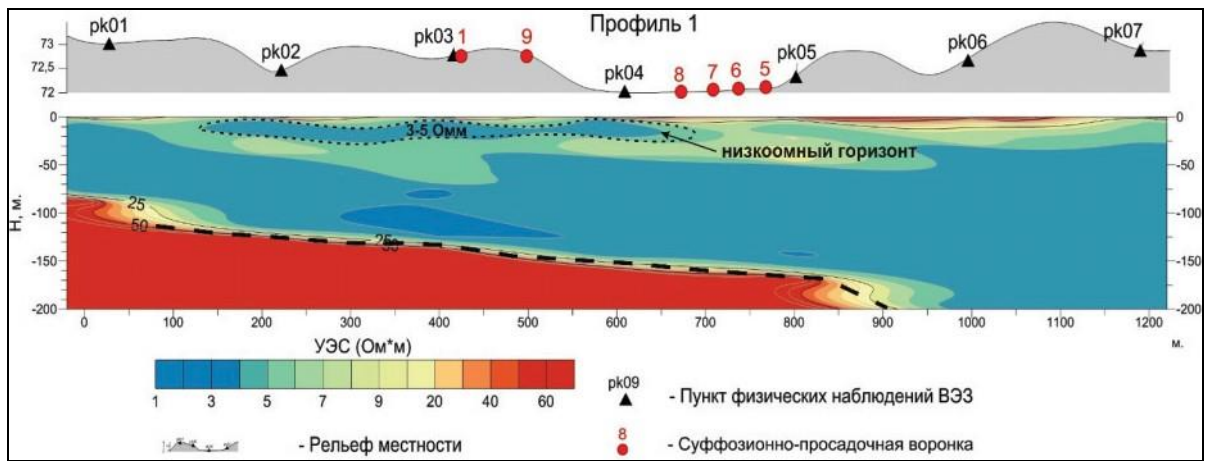 Профиль 1
pk01 pk02 pk03 1 9 pk04 8 7 6 5 pk05 pk06 pk07
73
72,5
72
0 0
3-5 Омм
низкоомный горизонт
-50 -50
-100 25 -100
50 25
-150 -150
-200 -200
Н, м.
0 100 200 300 400 500 600 700 800 900 1000 1100 1200
м.
УЭС (Ом*м)
1 3 5 7 9 20 40 60
pk09
- Пункт физических наблюдений ВЭЗ
- Рельеф местности
8
- Суффозионно-просадочная воронка